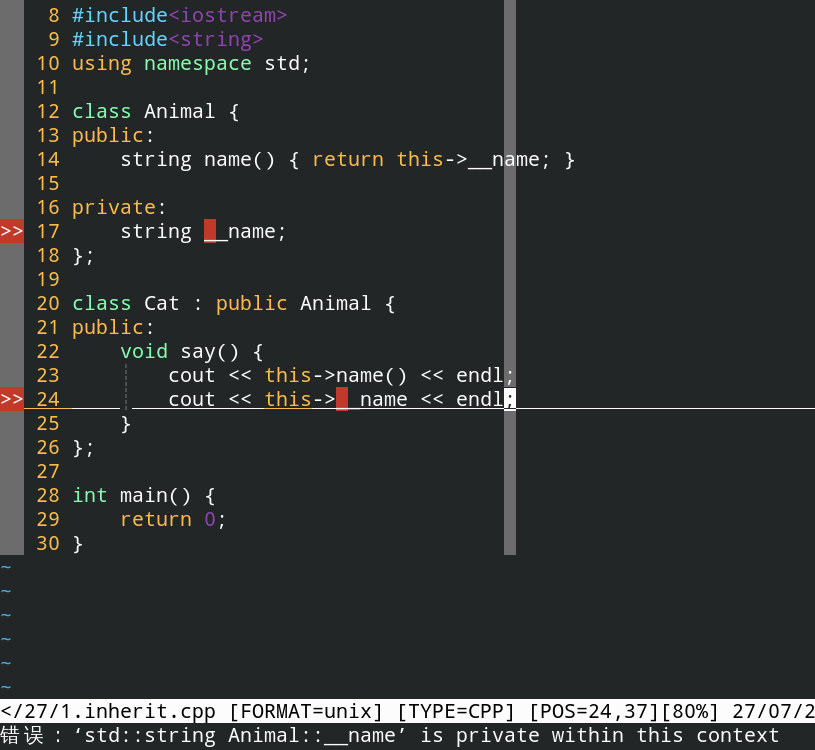 8 #include<iostream>
9 #include<string>
10 using namespace std;
11
12 class Animal {
13 public:
14     string name() { return this->__name; }
15
16 private:
>> 17     string __name;
18 };
19
20 class Cat : public Animal {
21 public:
22     void say() {
23         cout << this->name() << endl;
>> 24         cout << this->__name << endl;
25     }
26 };
27
28 int main() {
29     return 0;
30 }
~
~
~
~
~
~
</27/1.inherit.cpp [FORMAT=unix] [TYPE=CPP] [POS=24,37][80%] 27/07/2
错误：‘std::string Animal::__name’ is private within this context